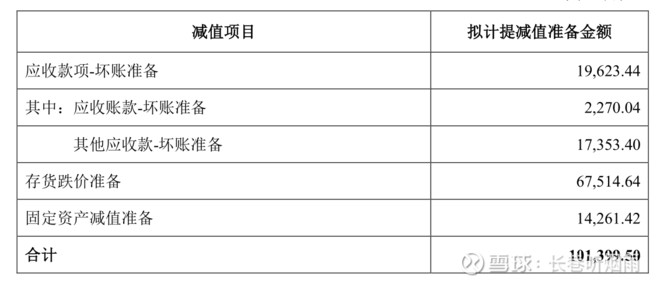 减值项目 拟计提减值准备金额
应收款项-坏账准备 19,623.44
其中：应收账款-坏账准备 2,270.04
其他应收款-坏账准备 17,353.40
存货跌价准备 67,514.64
固定资产减值准备 14,261.42
合计 101,399.50
雪球：长巷听烟雨